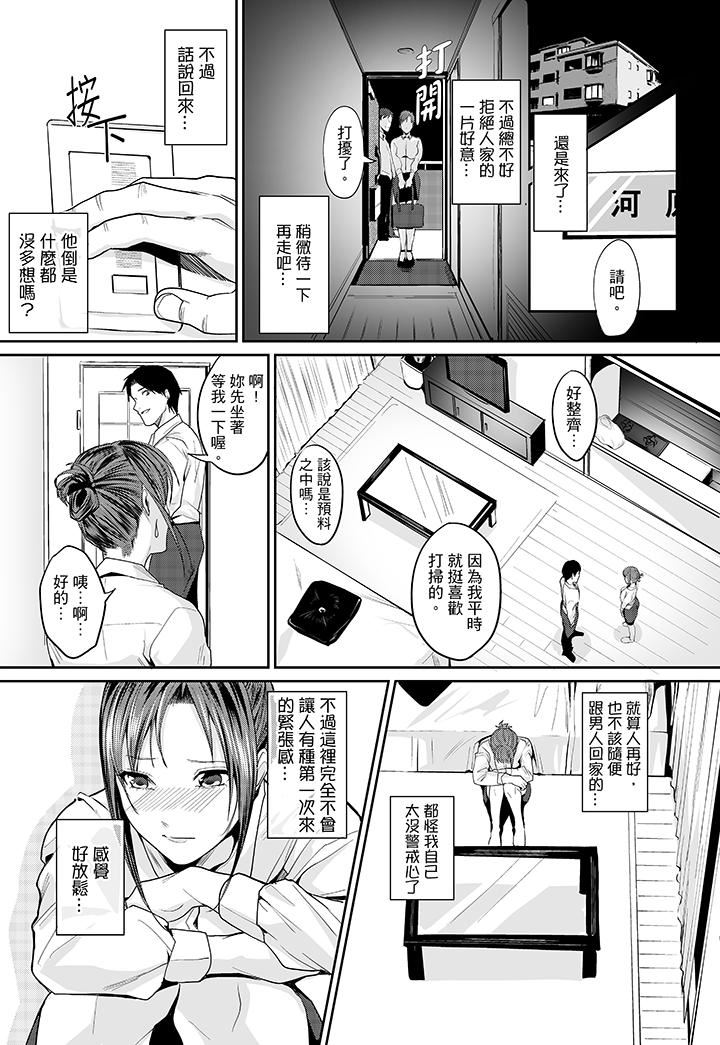 還是來了…
河原
請吧。
打開
不過總不好
拒絕人家的
一片好意…
打擾了。
稍微待一下
再走吧…
不過
話說回來…
按下
他倒是
什麼都
沒多想嗎？
好整齊…
因為我平時
就挺喜歡
打掃的。
該說是預料
之中嗎…
啊！
妳先坐著
等我一下喔。
咦…啊…
好的…
就算人再好，
也不該隨便
跟男人回家的…
都怪我自己
太沒警戒心了
不過這裡完全不會
讓人有種第一次來
的緊張感…
感覺
好放鬆…